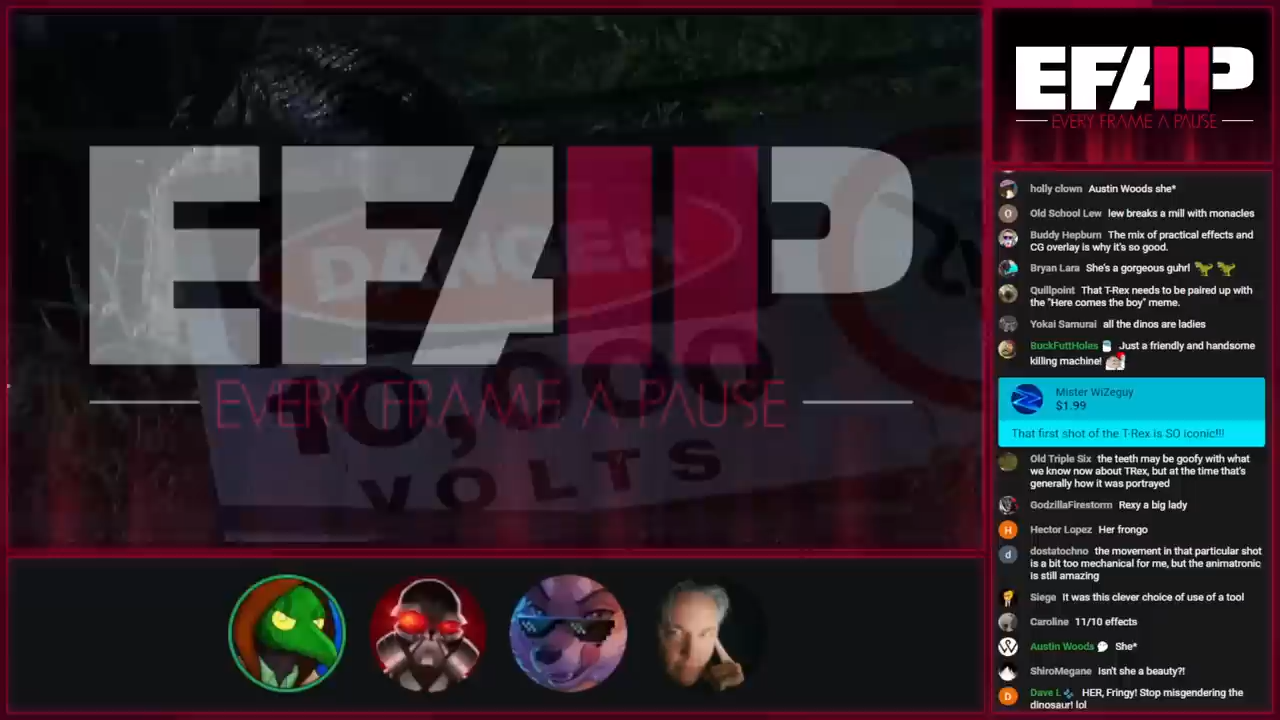 DANGER
10,000
VOLTS
EFAP
EVERY FRAME A PAUSE
EFAP
EVERY FRAME A PAUSE
holly clown Austin Woods she*
Old School Lew lew breaks a mill with monacles
Buddy Hepburn The mix of practical effects and
CG overlay is why it's so good.
Bryan Lara She's a gorgeous guhrl
Quillpoint That T-Rex needs to be paired up with
the "Here comes the boy" meme.
Yokai Samurai all the dinos are ladies
BuckFuttHoles Just a friendly and handsome
killing machine!
Mister WiZeguy
$1.99
That first shot of the T-Rex is SO iconic!!!
Old Triple Six the teeth may be goofy with what
we know now about TRex, but at the time that's
generally how it was portrayed
GodzillaFirestorm Rexy a big lady
H
Hector Lopez Her frongo
d
dostatochno the movement in that particular shot
is a bit too mechanical for me, but the animatronic
is still amazing
Siege It was this clever choice of use of a tool
Caroline 11/10 effects
Austin Woods She*
ShiroMegane Isn't she a beauty?!
D
Dave L HER, Fringy! Stop misgendering the
dinosaur! lol